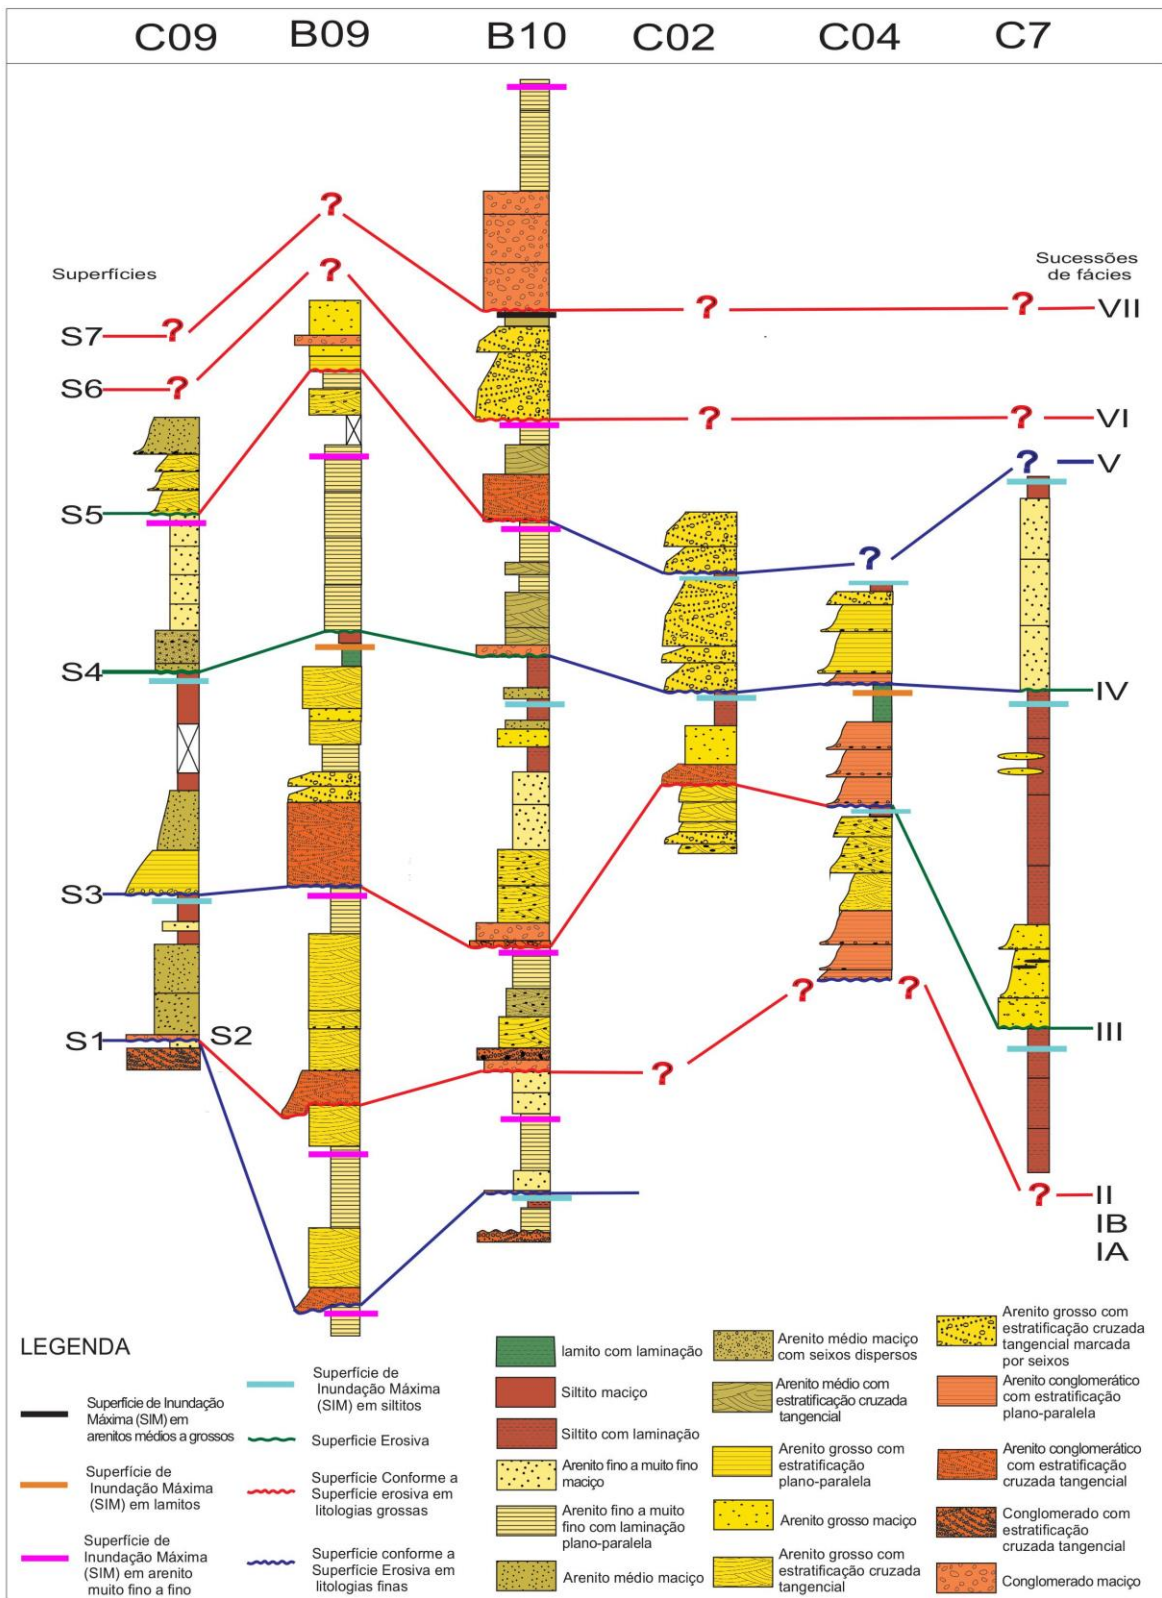 C09 B09 B10 C02 C04 C7
?
Superfícies
?
Sucessões
de fácies
S7 ? ? ? VII
S6 ? ? ? VI
? V
S5
?
S4 IV
S3
? ?
S1 S2 III
?
? II
IB
IA
LEGENDA
Superfície de Inundação
Máxima (SIM) em
arenitos médios a grossos
Superfície de
Inundação Máxima
(SIM) em lamitos
Superfície de
Inundação Máxima
(SIM) em arenito
muito fino a fino
Superfície de
Inundação Máxima
(SIM) em siltitos
Superfície Erosiva
Superfície Conforme a
Superfície erosiva em
litologias grossas
Superfície conforme a
Superfície Erosiva em
litologias finas
lamito com laminação
Siltito maciço
Siltito com laminação
Arenito fino a muito fino
maciço
Arenito fino a muito
fino com laminação
plano-paralela
Arenito médio maciço
Arenito médio maciço
com seixos dispersos
Arenito médio com
estratificação cruzada
tangencial
Arenito grosso com
estratificação
plano-paralela
Arenito grosso maciço
Arenito grosso com
estratificação cruzada
tangencial
Arenito grosso com
estratificação cruzada
tangencial marcada
por seixos
Arenito conglomerático
com estratificação
plano-paralela
Arenito conglomerático
com estratificação
cruzada tangencial
Conglomerado com
estratificação
cruzada tangencial
Conglomerado maciço